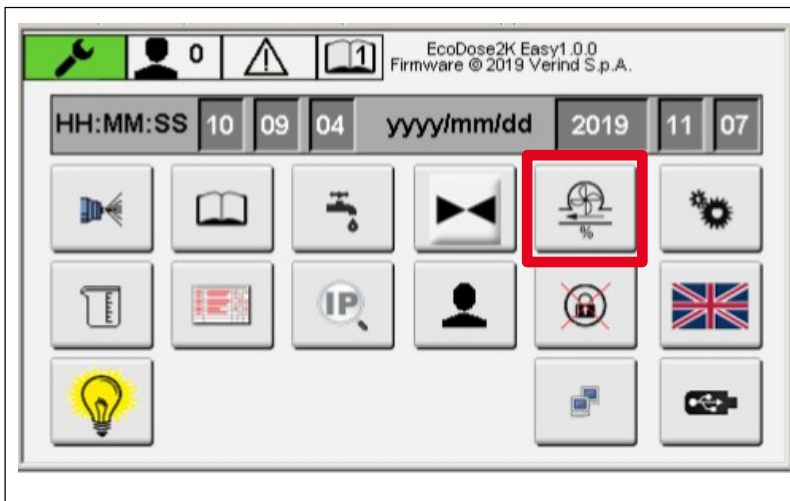 0
1
EcoDose2K Easy1.0.0
Firmware © 2019 Verind S.p.A.
HH:MM:SS 10 09 04 yyyy/mm/dd 2019 11 07
%
IP